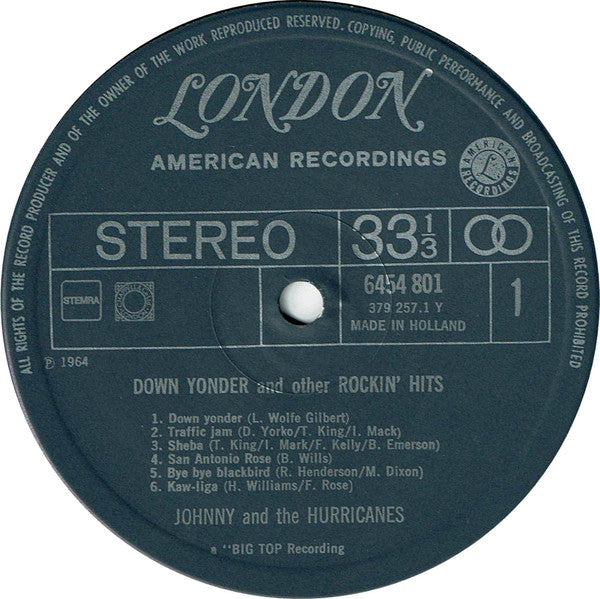 ALL RIGHTS OF THE RECORD PRODUCER AND OF THE OWNER OF THE WORK REPRODUCED RESERVED. COPYING, PUBLIC PERFORMANCE AND BROADCASTING OF THIS RECORD PROHIBITED
LONDON
AMERICAN RECORDINGS
AMERICAN
L
RECORDINGS
STEREO
33 1/3
STEMRA
6454 801
379 257.1 Y
MADE IN HOLLAND
1
℗ 1964
DOWN YONDER and other ROCKIN' HITS
1. Down yonder (L. Wolfe Gilbert)
2. Traffic jam (D. Yorko/T. King/I. Mack)
3. Sheba (T. King/I. Mark/F. Kelly/B. Emerson)
4. San Antonio Rose (B. Wills)
5. Bye bye blackbird (R. Henderson/M. Dixon)
6. Kaw-liga (H. Williams/F. Rose)
JOHNNY and the HURRICANES
a "BIG TOP Recording